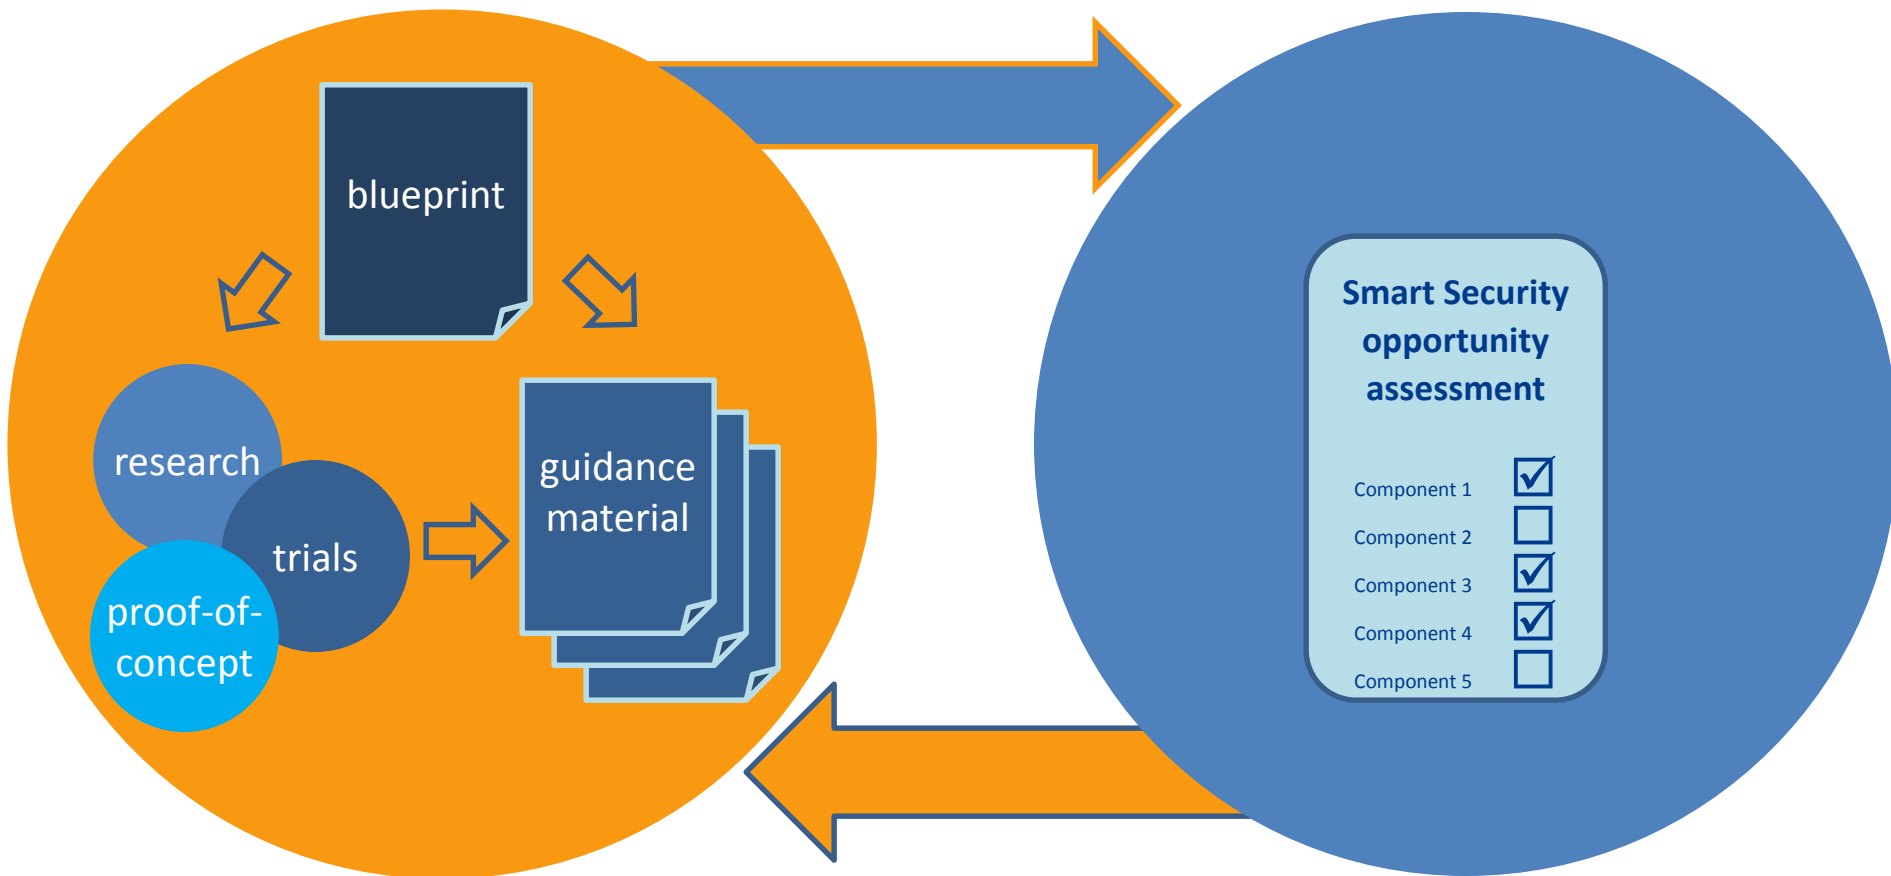 blueprint
research
trials
proof-of-
concept
guidance
material
Smart Security
opportunity
assessment
Component 1
Component 2
Component 3
Component 4
Component 5